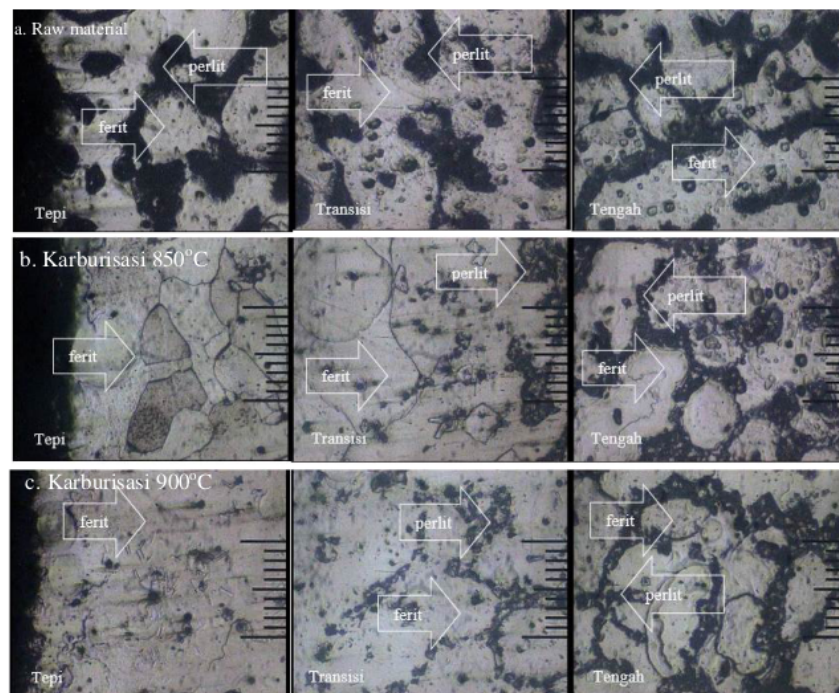 a. Raw material
perlit
ferit
Tepi
perlit
ferit
Transisi
perlit
ferit
Tengah
b. Karburisasi 850°C
ferit
Tepi
perlit
ferit
Transisi
perlit
ferit
Tengah
c. Karburisasi 900°C
ferit
Tepi
perlit
ferit
Transisi
ferit
perlit
Tengah